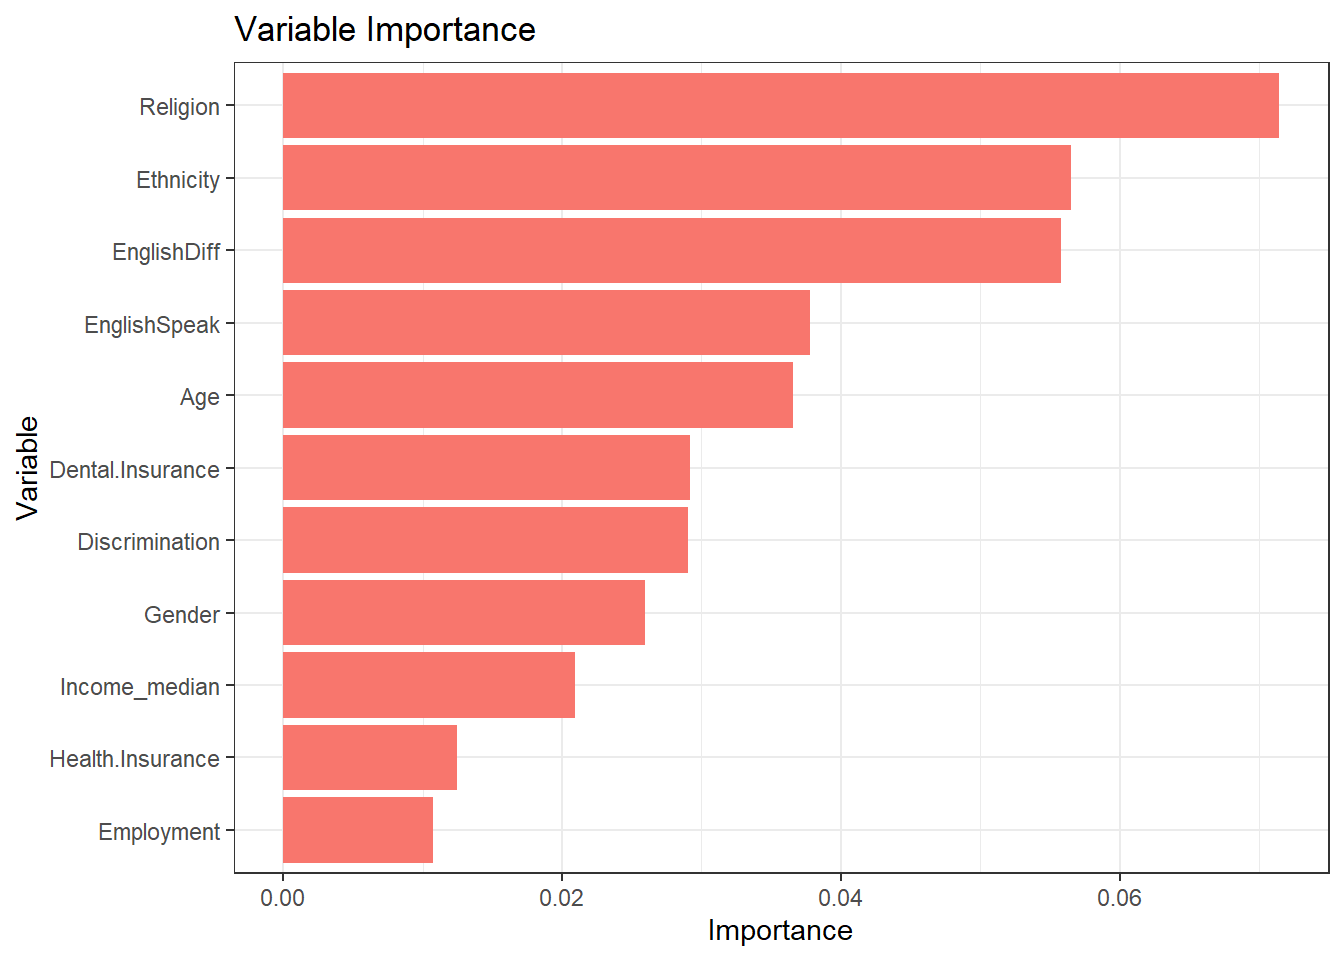 Variable Importance
Religion
Ethnicity
EnglishDiff
EnglishSpeak
Age
Dental.Insurance
Discrimination
Gender
Income_median
Health.Insurance
Employment
Variable
0.00 0.02 0.04 0.06
Importance